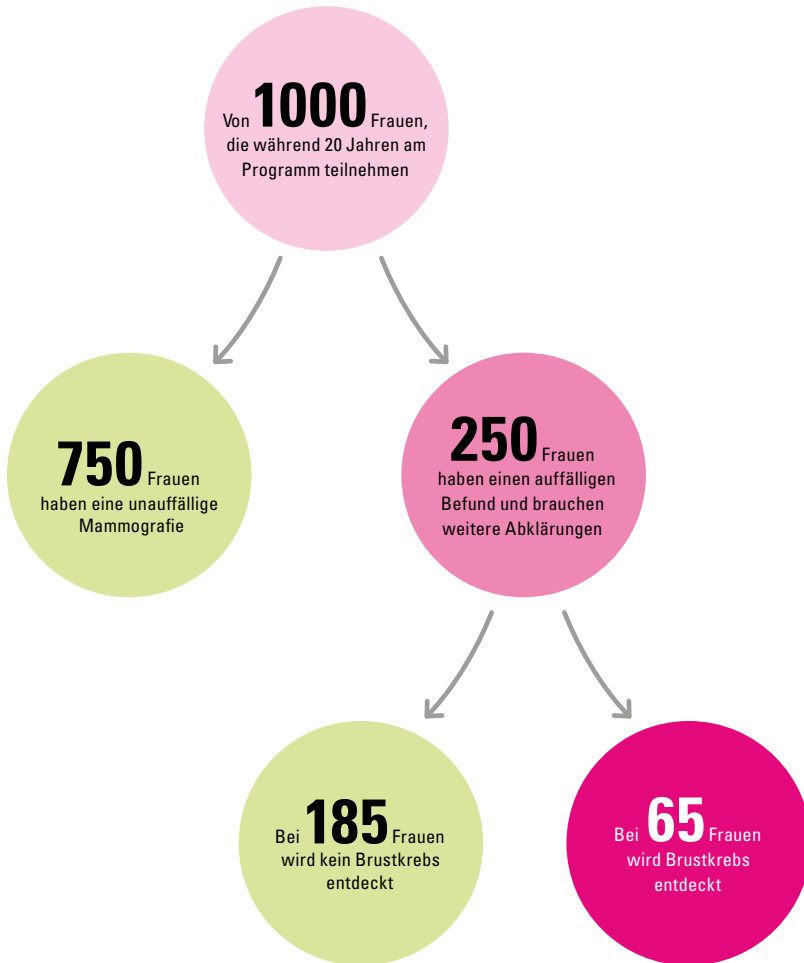 Von 1000 Frauen,
die während 20 Jahren am
Programm teilnehmen
750 Frauen
haben eine unauffällige
Mammografie
250 Frauen
haben einen auffälligen
Befund und brauchen
weitere Abklärungen
Bei 185 Frauen
wird kein Brustkrebs
entdeckt
Bei 65 Frauen
wird Brustkrebs
entdeckt